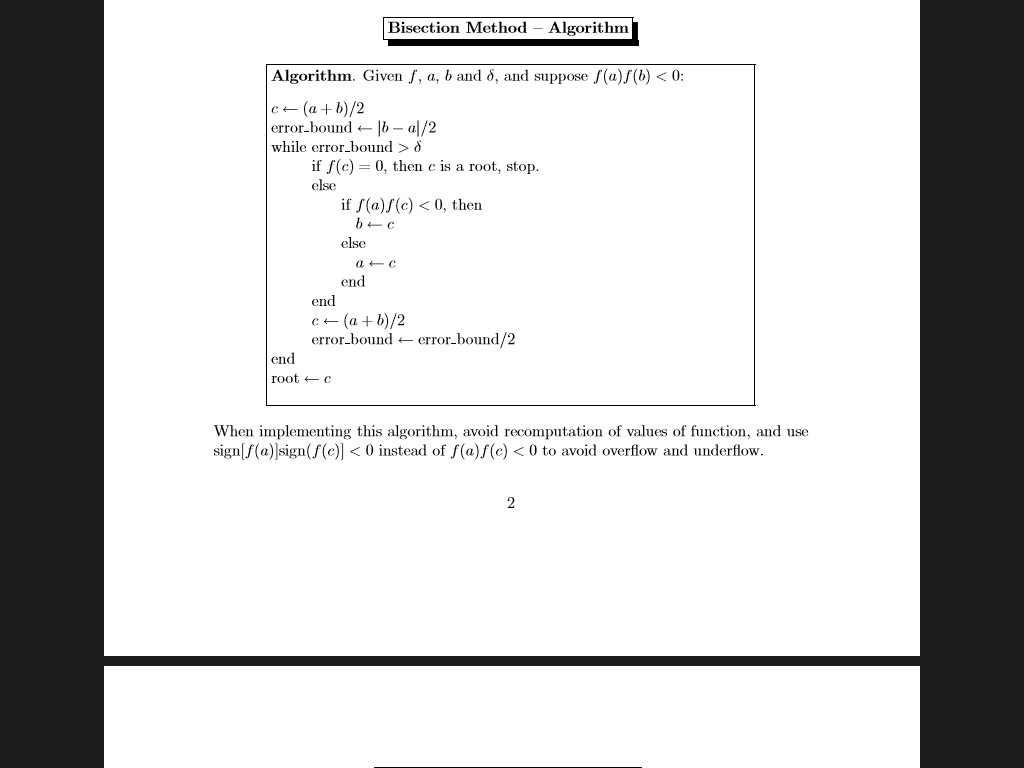 Bisection Method – Algorithm
Algorithm. Given f, a, b and δ, and suppose f(a)f(b) < 0:
c ← (a + b)/2
error_bound ← |b − a|/2
while error_bound > δ
if f(c) = 0, then c is a root, stop.
else
if f(a)f(c) < 0, then
b ← c
else
a ← c
end
end
c ← (a + b)/2
error_bound ← error_bound/2
end
root ← c
When implementing this algorithm, avoid recomputation of values of function, and use
sign[f(a)]sign(f(c)] < 0 instead of f(a)f(c) < 0 to avoid overflow and underflow.
2